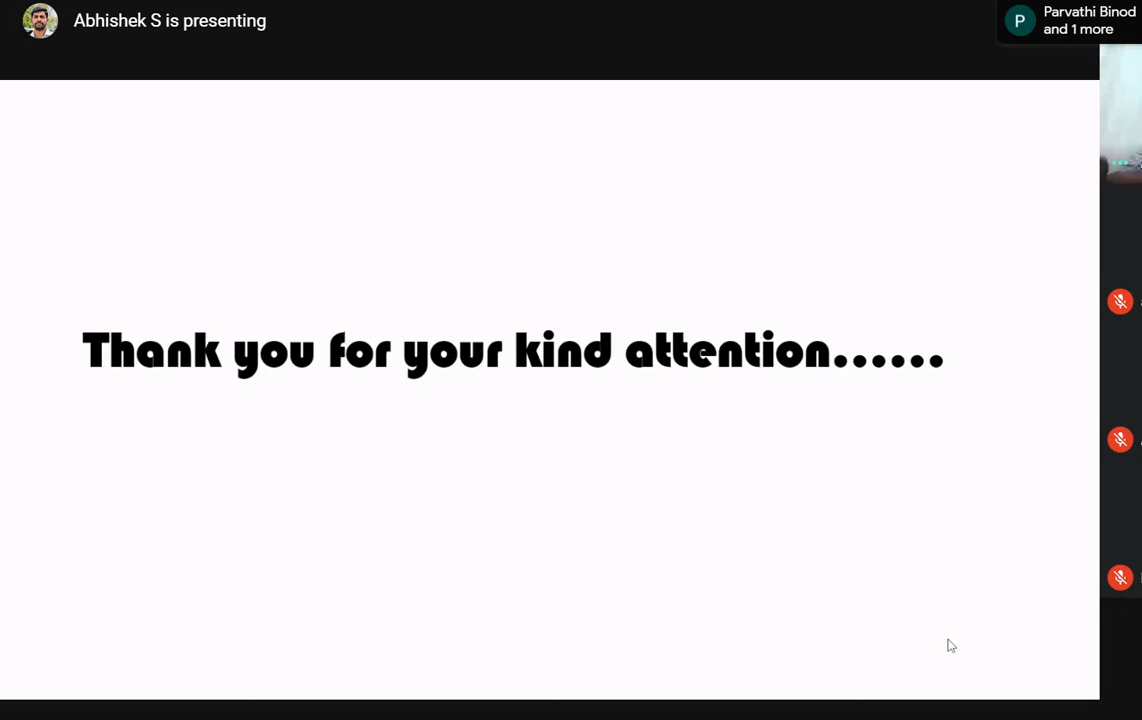 Abhishek S is presenting
P
Parvathi Binod
and 1 more
Thank you for your kind attention......